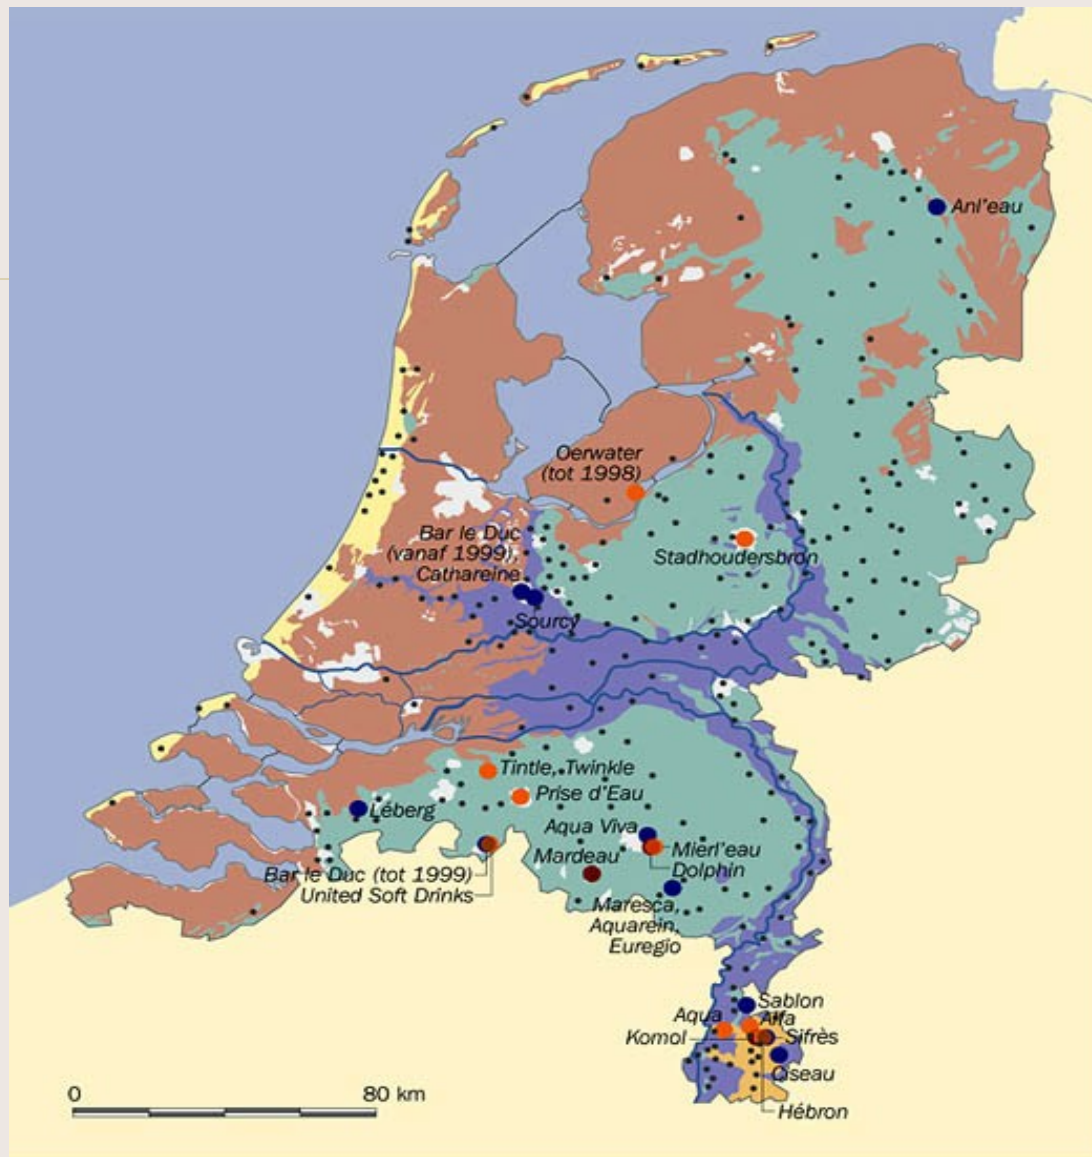 Anl'eau
Oerwater
(tot 1998)
Bar le Duc
(vanaf 1999),
Cathareine
Stadhoudersbron
Sourcy
Tintle, Twinkle
Prise d'Eau
Léberg
Aqua Viva
Mierl'eau
Mardeau
Dolphin
Bar le Duc (tot 1999)
United Soft Drinks
Maresca,
Aquarein,
Euregio
Sablon
Aqua
Alfa
Komol
Sifrès
Oiseau
Hébron
0
80 km